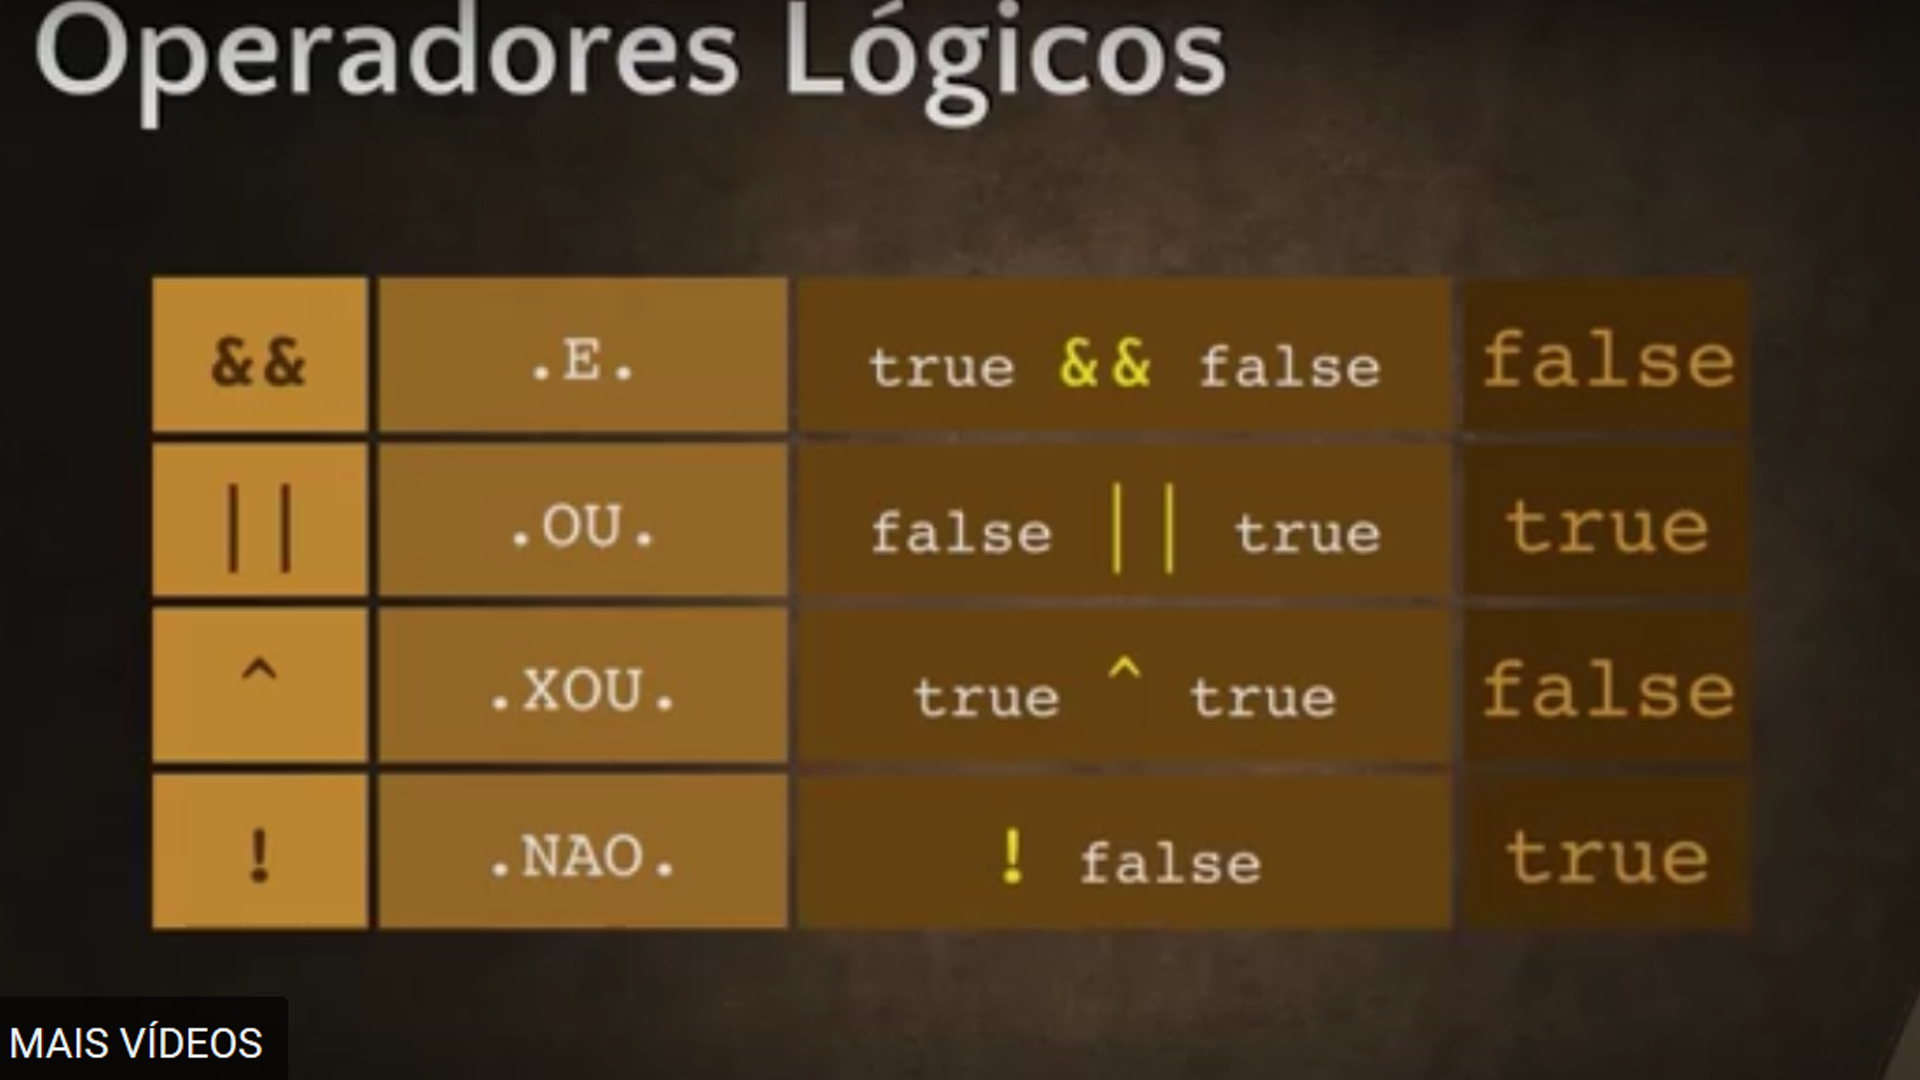 Operadores Lógicos
&& .E. true && false false
|| .OU. false || true true
^ .XOU. true ^ true false
! .NAO. ! false true
MAIS VÍDEOS